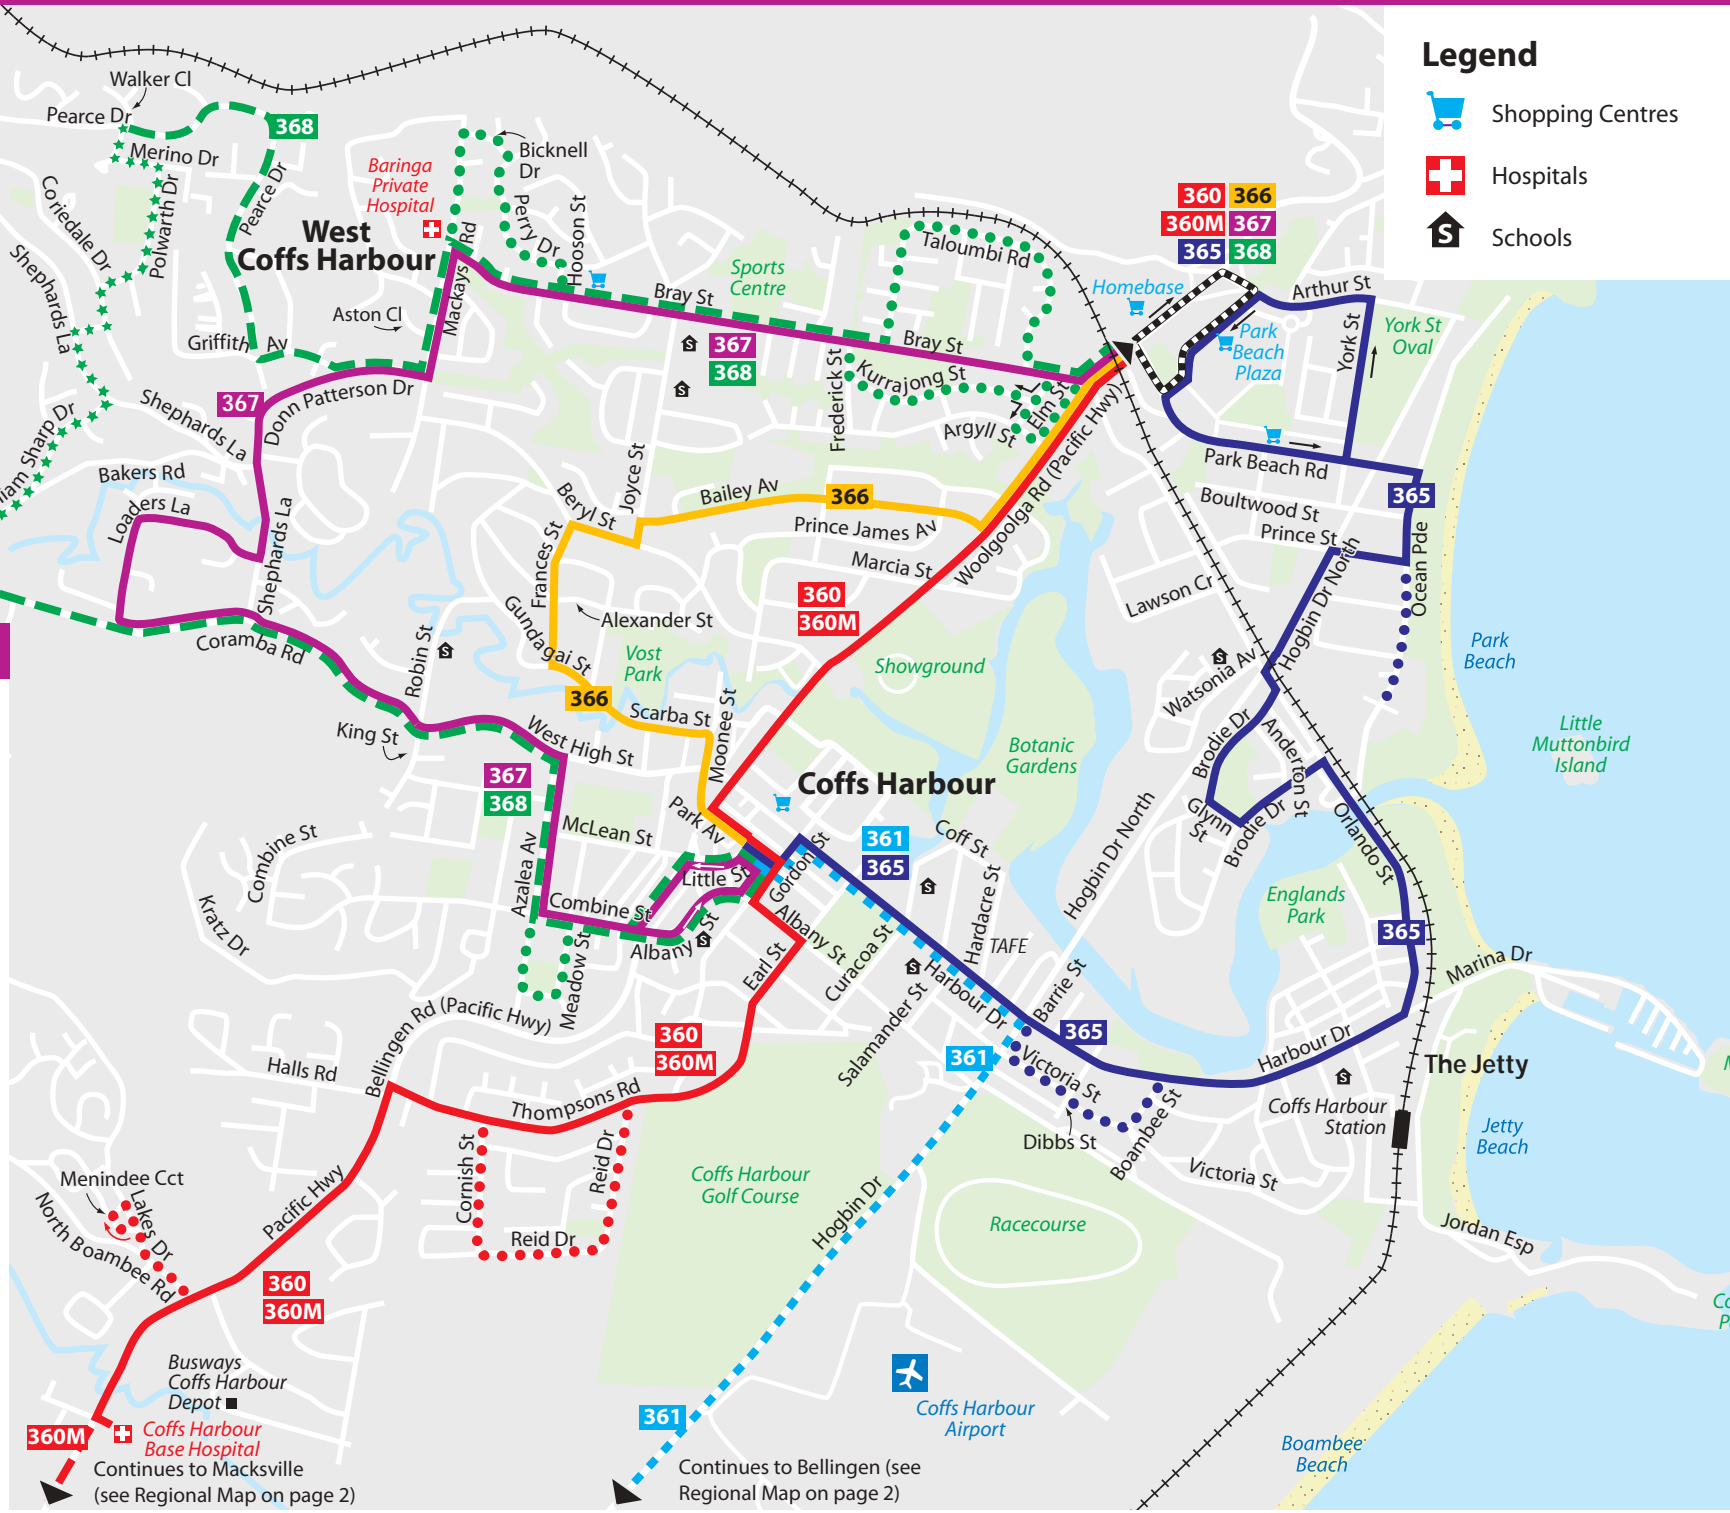 Legend
Shopping Centres
Hospitals
Schools
Walker Cl
Pearce Dr
368
Merino Dr
Coriedale Dr
Polwarth Dr
Pearce Dr
Shephards La
West
Coffs Harbour
Baringa
Private
Hospital
Bicknell
Dr
Perry Dr
Hooson St
Mackays Rd
Aston Cl
Griffith Av
Bray St
Sports
Centre
Taloumbi Rd
360 366
360M 367
365 368
Homebase
Arthur St
Park
Beach
Plaza
York St
York St
Oval
367
368
Bray St
Frederick St
Kurrajong St
Elm St
Argyll St
367
Donn Patterson Dr
Shephards La
Bakers Rd
Loaders La
Shephards La
Joyce St
Beryl St
Bailey Av
366
Prince James Av
Marcia St
Woolgoolga Rd (Pacific Hwy)
Park Beach Rd
365
Boultwood St
Prince St
Ocean Pde
Hogbin Dr North
Lawson Cr
Frances St
Gundagai St
Alexander St
360
360M
Coramba Rd
Robin St
Vost
Park
Showground
Watsonia Av
Park
Beach
366
Scarba St
Moonee St
King St
West High St
Botanic
Gardens
Brodie Dr
Anderton St
Little
Muttonbird
Island
367
368
Coffs Harbour
Park Av
McLean St
Combine St
Azalea Av
Little St
Gordon St
361
365
Coff St
Hogbin Dr North
Glynn
St
Brodie Dr
Orlando St
Kratz Dr
Combine St
Albany St
Albany St
Meadow St
Earl St
Curacoa St
Hardacre St
TAFE
Englands
Park
365
Marina Dr
Harbour Dr
Salamander St
Barrie St
365
Bellingen Rd (Pacific Hwy)
360
360M
361
Victoria St
Harbour Dr
The Jetty
Halls Rd
Thompsons Rd
Dibbs St
Boambee St
Coffs Harbour
Station
Jetty
Beach
Cornish St
Reid Dr
Reid Dr
Coffs Harbour
Golf Course
Victoria St
Menindee Cct
Lakes Dr
North Boambee Rd
Pacific Hwy
Hogbin Dr
Racecourse
Jordan Esp
360
360M
Busways
Coffs Harbour
Depot
Coffs Harbour
Base Hospital
360M
Continues to Macksville
(see Regional Map on page 2)
361
Coffs Harbour
Airport
Continues to Bellingen (see
Regional Map on page 2)
Boambee
Beach